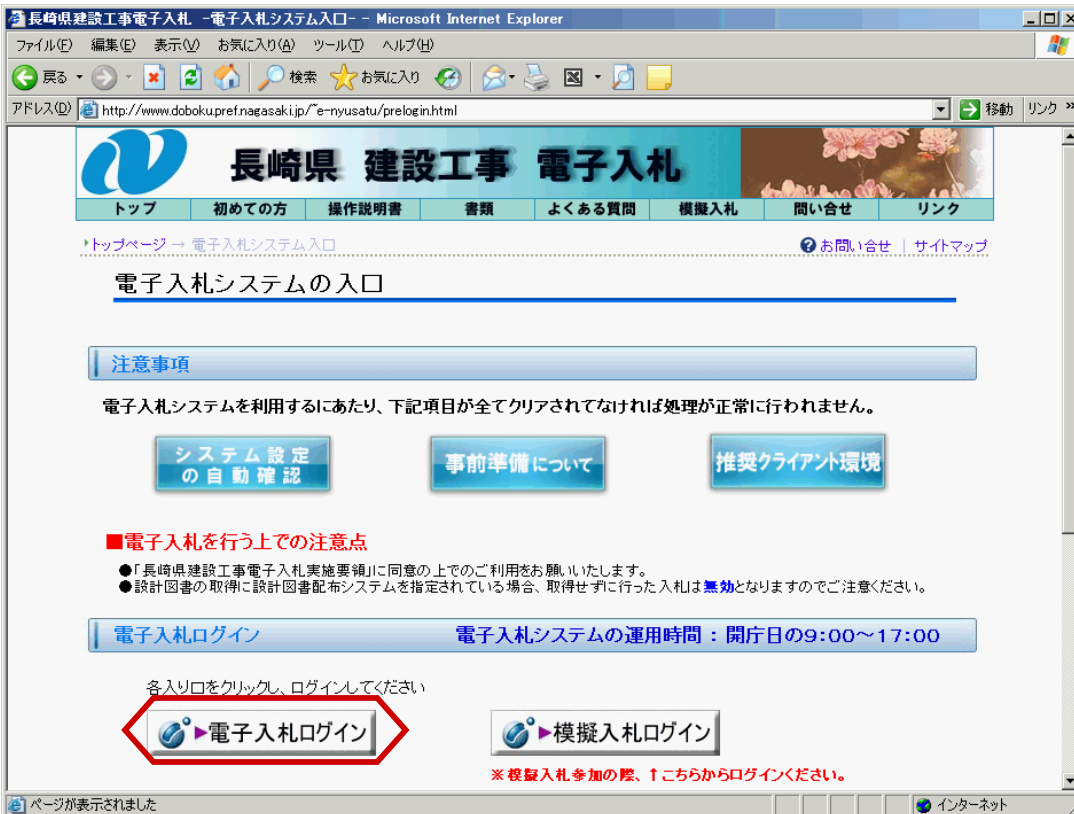 長崎県建設工事電子入札 -電子入札システム入口- - Microsoft Internet Explorer
ファイル(F) 編集(E) 表示(V) お気に入り(A) ツール(T) ヘルプ(H)
戻る 検索 お気に入り
アドレス(D) http://www.doboku.pref.nagasaki.jp/~e-nyusatu/prelogin.html 移動 リンク »
長崎県 建設工事 電子入札
トップ 初めての方 操作説明書 書類 よくある質問 模擬入札 問い合せ リンク
トップページ → 電子入札システム入口 お問い合せ | サイトマップ
電子入札システムの入口
注意事項
電子入札システムを利用するにあたり、下記項目が全てクリアされてなければ処理が正常に行われません。
システム設定
の自動確認
事前準備について
推奨クライアント環境
■電子入札を行う上での注意点
●「長崎県建設工事電子入札実施要領」に同意の上でのご利用をお願いいたします。
●設計図書の取得に設計図書配布システムを指定されている場合、取得せずに行った入札は無効となりますのでご注意ください。
電子入札ログイン 電子入札システムの運用時間：開庁日の9:00～17:00
各入り口をクリックし、ログインしてください
▶電子入札ログイン ▶模擬入札ログイン
※模擬入札参加の際、↑こちらからログインください。
ページが表示されました インターネット